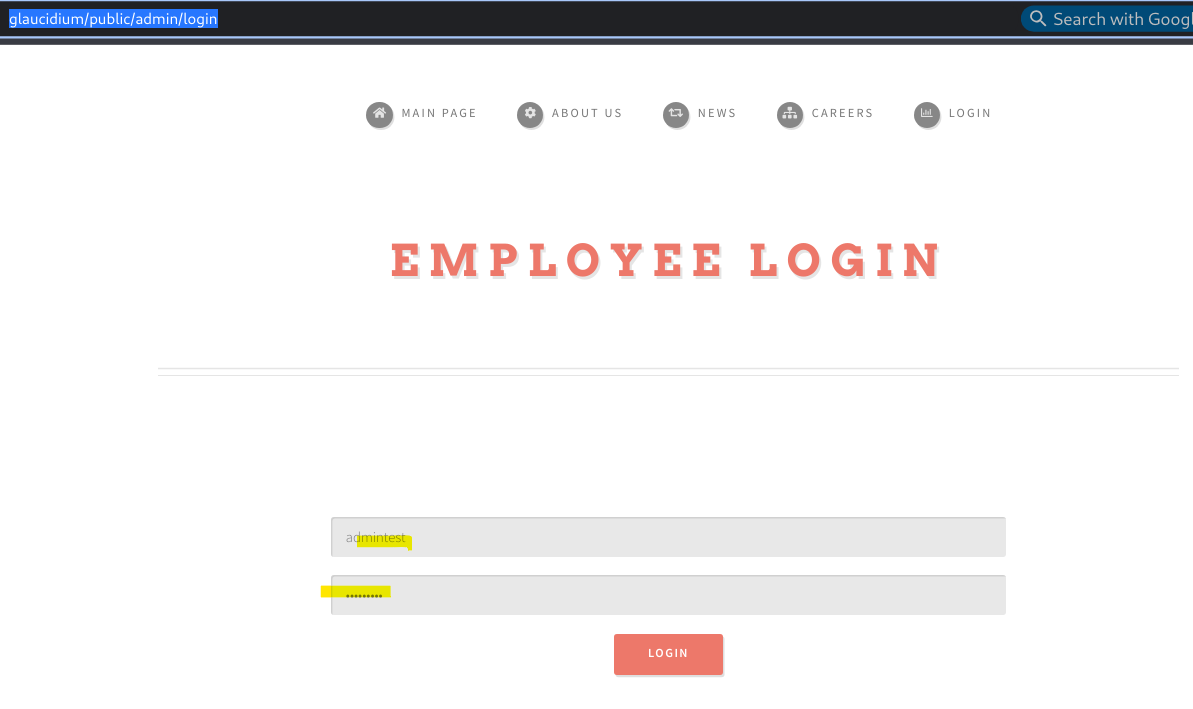 glaucidium/public/admin/login
Search with Googl
MAIN PAGE ABOUT US NEWS CAREERS LOGIN
EMPLOYEE LOGIN
admintest
•••••••••
LOGIN